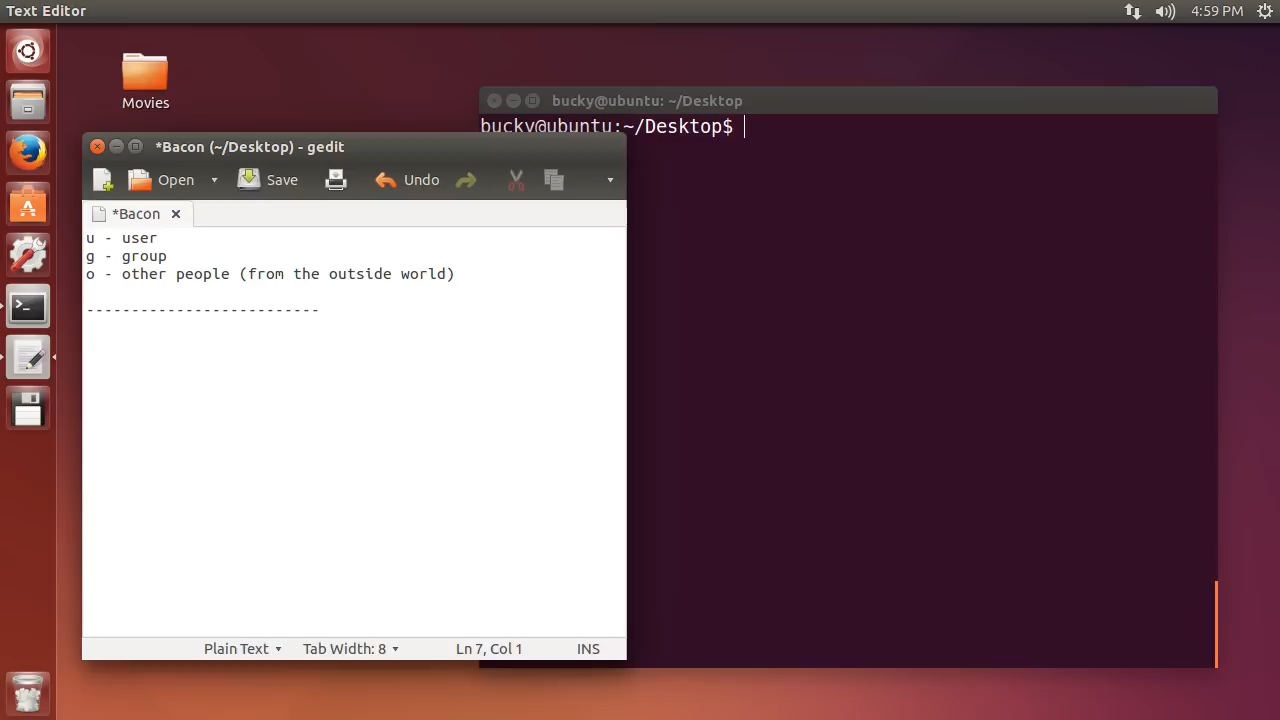 Text Editor
4:59 PM
Movies
bucky@ubuntu: ~/Desktop
bucky@ubuntu:~/Desktop$
*Bacon (~/Desktop) - gedit
Open
Save
Undo
*Bacon
u - user
g - group
o - other people (from the outside world)
--------------------------
Plain Text
Tab Width: 8
Ln 7, Col 1
INS